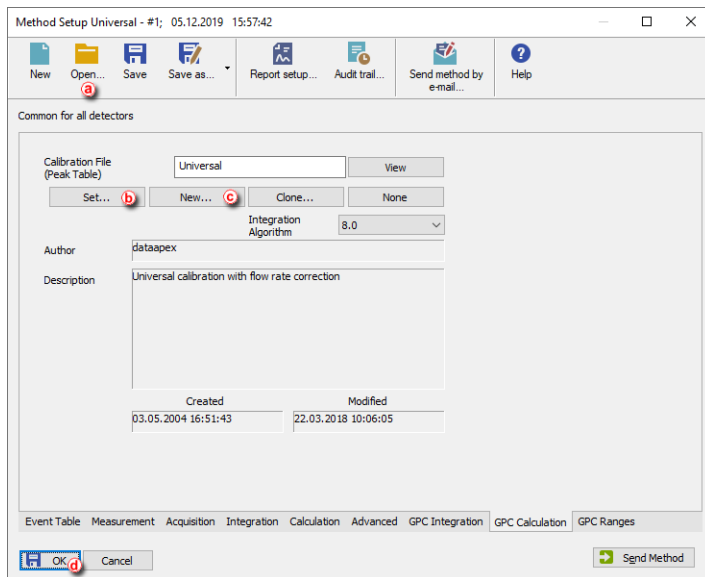 Method Setup Universal - #1; 05.12.2019 15:57:42
New Open... Save Save as... Report setup... Audit trail... Send method by e-mail... Help
a
Common for all detectors
Calibration File
(Peak Table)
Universal
View
Set... b New... c Clone... None
Integration
Algorithm
8.0
Author
dataapex
Description
Universal calibration with flow rate correction
Created Modified
03.05.2004 16:51:43 22.03.2018 10:06:05
Event Table Measurement Acquisition Integration Calculation Advanced GPC Integration GPC Calculation GPC Ranges
OK d Cancel Send Method